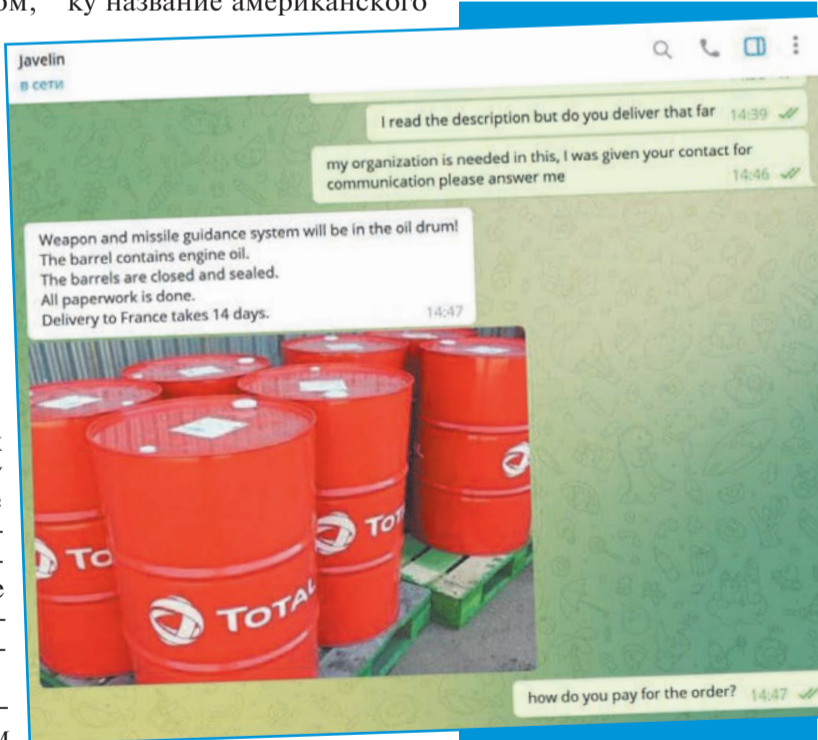 ку название американского
Javelin
в сети
I read the description but do you deliver that far 14:39
my organization is needed in this, I was given your contact for
communication please answer me 14:46
Weapon and missile guidance system will be in the oil drum!
The barrel contains engine oil.
The barrels are closed and sealed.
All paperwork is done.
Delivery to France takes 14 days. 14:47
TOTAL
how do you pay for the order? 14:47